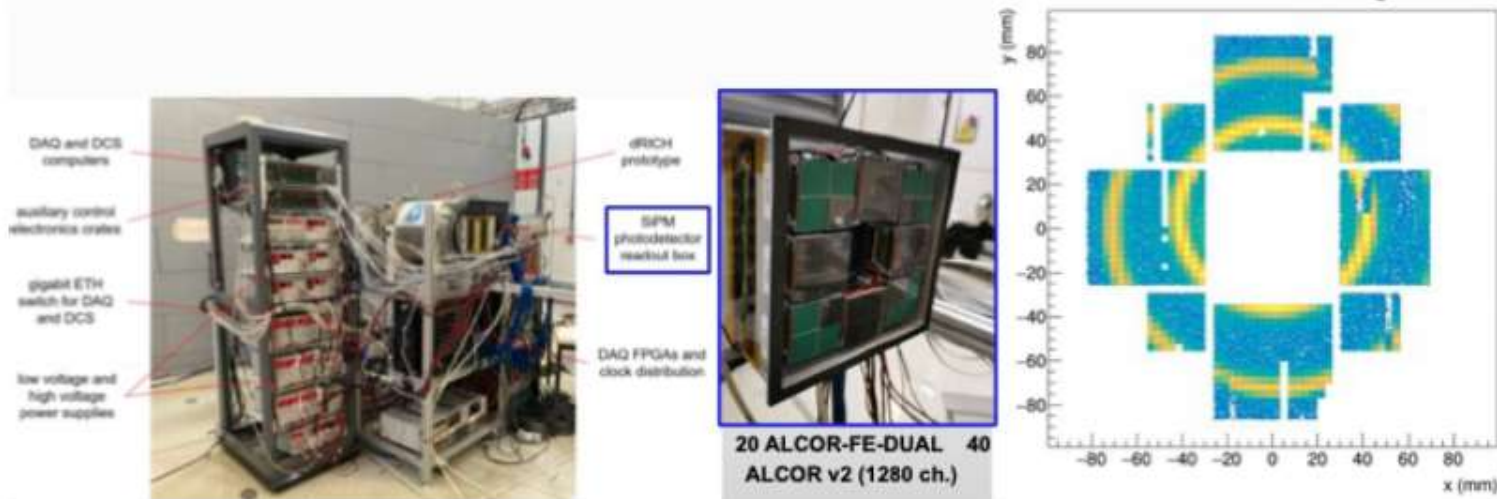 DAQ and DCS
computers
auxiliary control
electronics crates
gigabit ETH
switch for DAQ
and DCS
low voltage and
high voltage
power supplies
dRICH
prototype
SiPM
photodetector
readout box
DAQ FPGAs and
clock distribution
20 ALCOR-FE-DUAL 40
ALCOR v2 (1280 ch.)
y (mm)
80
60
40
20
0
−20
−40
−60
−80
−80 −60 −40 −20 0 20 40 60 80
x (mm)